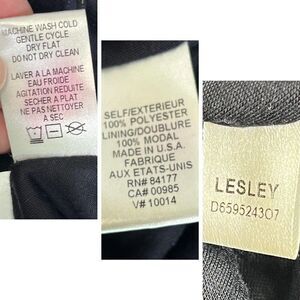 MACHINE WASH COLD
GENTLE CYCLE
DRY FLAT
DO NOT DRY CLEAN
LAVER A LA MACHINE
EAU FROIDE
AGITATION REDUITE
SECHER A PLAT
NE PAS NETTOYER
A SEC
SELF/EXTERIEUR
100% POLYESTER
LINING/DOUBLURE
100% MODAL
MADE IN U.S.A.
FABRIQUE
AUX ETATS-UNIS
RN# 84177
CA# 00985
V# 10014
LESLEY
D659524307